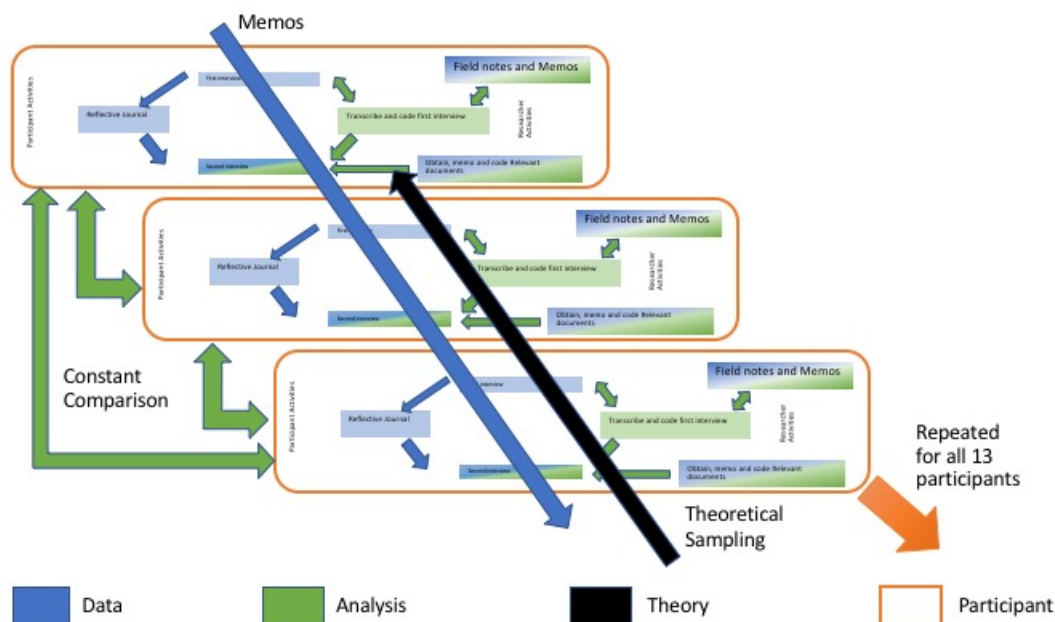 Memos
Field notes and Memos
First interview
Participant Activities
Reflective Journal
Transcribe and code first interview
Researcher
Activities
Second interview
Obtain, memo and code Relevant
documents
Field notes and Memos
Participant Activities
Reflective Journal
Transcribe and code first interview
Researcher
Activities
Second interview
Obtain, memo and code Relevant
documents
Constant
Comparison
Field notes and Memos
interview
Participant Activities
Reflective Journal
Transcribe and code first interview
Researcher
Activities
Second interview
Obtain, memo and code Relevant
documents
Repeated
for all 13
participants
Theoretical
Sampling
Data
Analysis
Theory
Participant